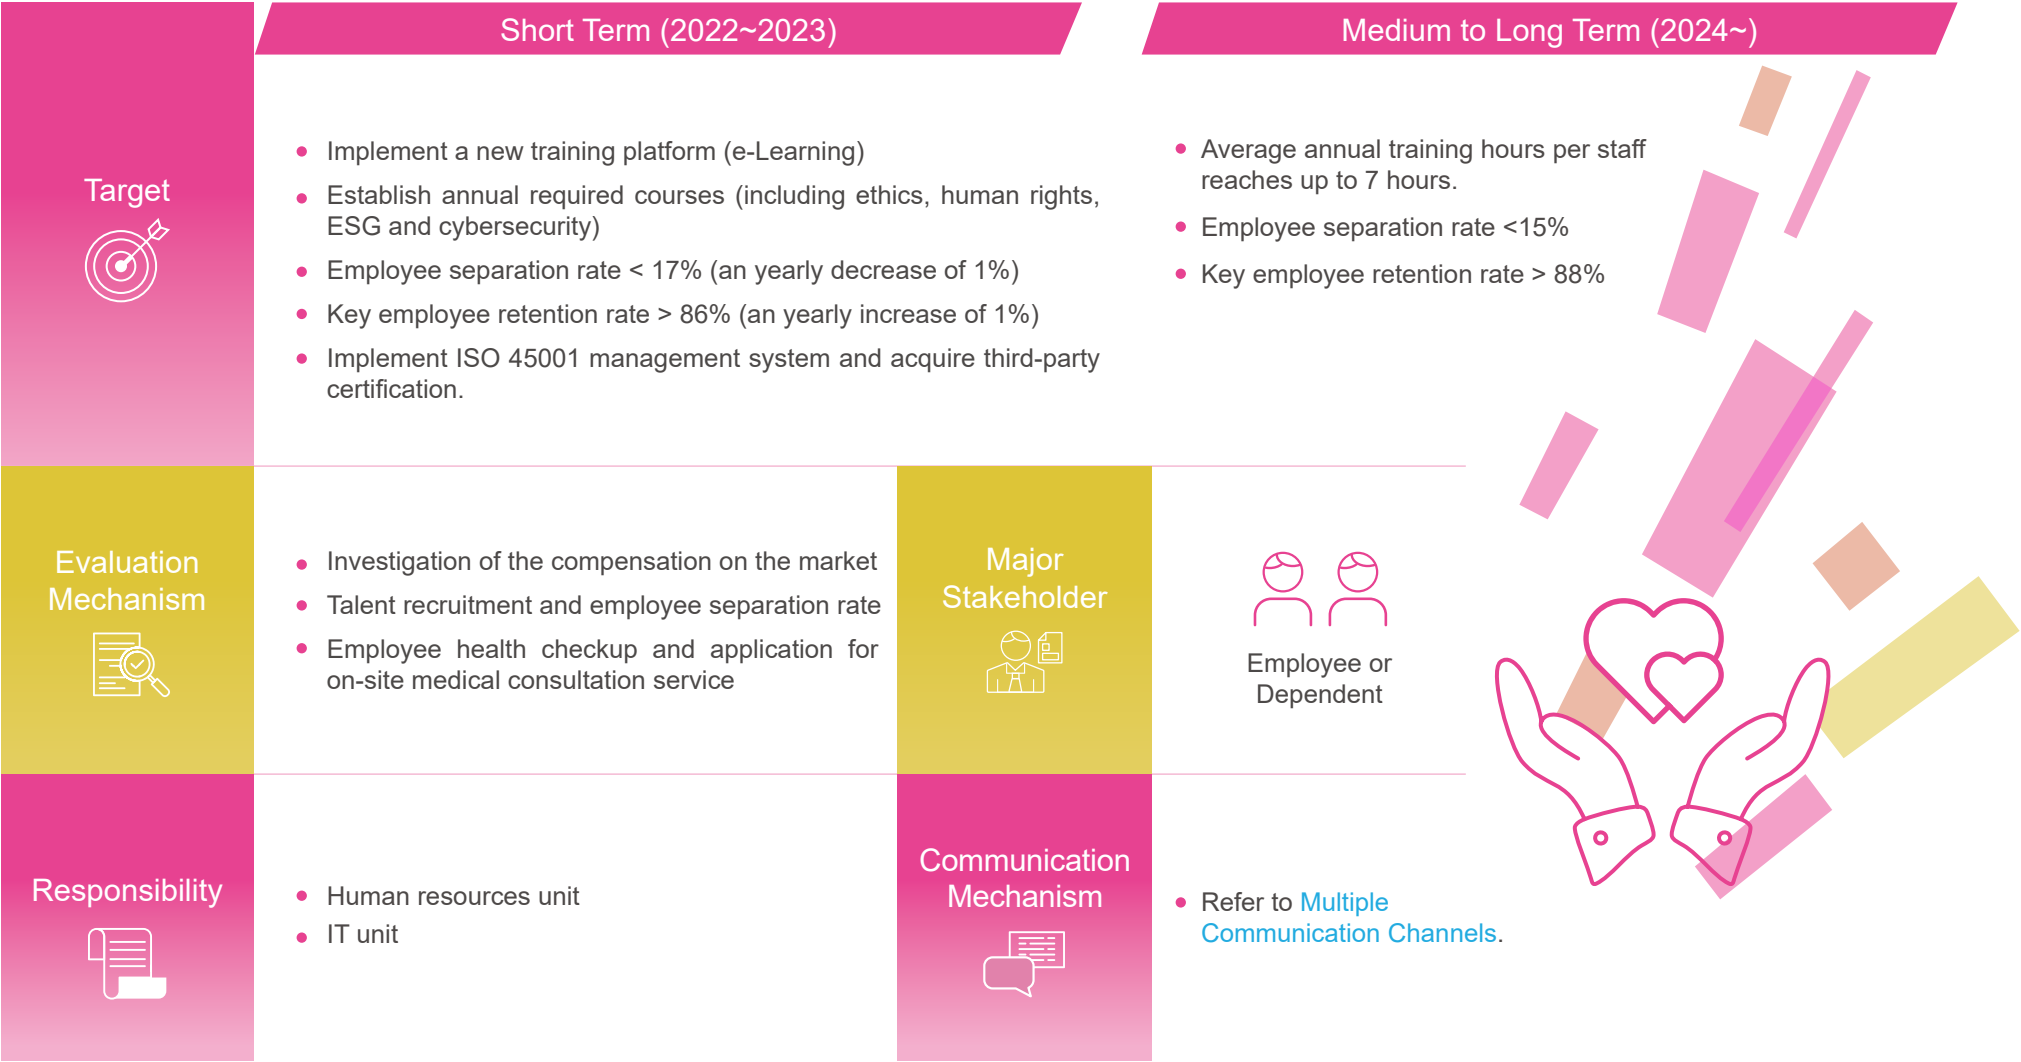 Short Term (2022~2023)
Medium to Long Term (2024~)
Target
Implement a new training platform (e-Learning)
Establish annual required courses (including ethics, human rights,
ESG and cybersecurity)
Employee separation rate < 17% (an yearly decrease of 1%)
Key employee retention rate > 86% (an yearly increase of 1%)
Implement ISO 45001 management system and acquire third-party
certification.
Average annual training hours per staff
reaches up to 7 hours.
Employee separation rate <15%
Key employee retention rate > 88%
Evaluation
Mechanism
Investigation of the compensation on the market
Talent recruitment and employee separation rate
Employee health checkup and application for
on-site medical consultation service
Major
Stakeholder
Employee or
Dependent
Responsibility
Human resources unit
IT unit
Communication
Mechanism
Refer to Multiple
Communication Channels.